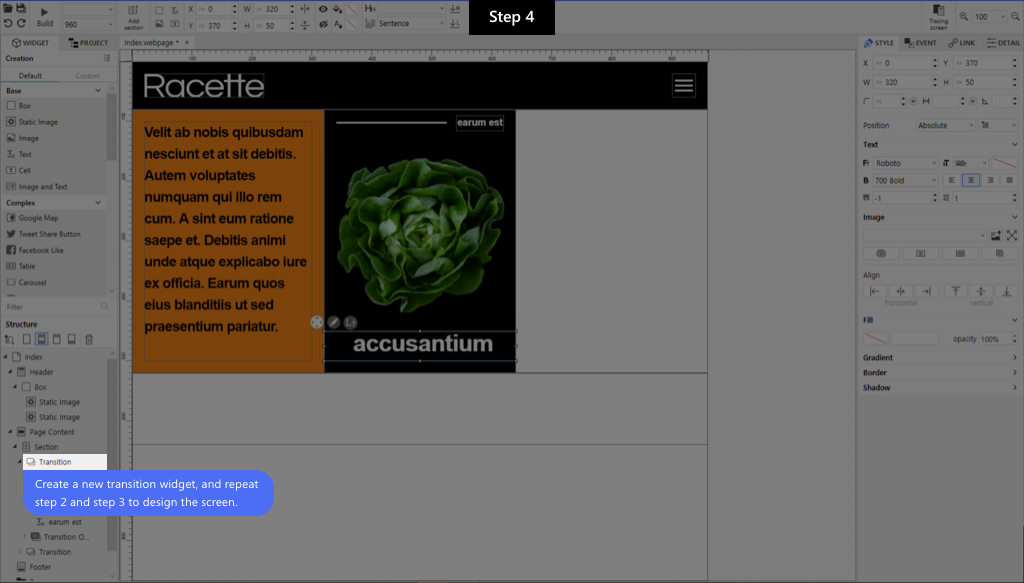 Step 4
Build
960
Add
section
X
0
W
320
Y
370
H
50
Sentence
Tracing
screen
100
WIDGET
PROJECT
index.webpage *
STYLE
EVENT
LINK
DETAIL
Creation
Default
Custom
Base
Box
Static Image
Image
Text
Cell
Image and Text
Complex
Google Map
Tweet Share Button
Facebook Like
Table
Carousel
Filter
Structure
index
Header
Box
Static Image
Static Image
Page Content
Section
Transition
Create a new transition widget, and repeat
step 2 and step 3 to design the screen.
earum est
Transition O...
Transition
Footer
Racette
Velit ab nobis quibusdam
nesciunt et at sit debitis.
Autem voluptates
numquam qui illo rem
cum. A sint eum ratione
saepe et. Debitis animi
unde atque explicabo iure
ex officia. Earum quos
eius blanditiis ut sed
praesentium pariatur.
earum est
accusantium
X
0
Y
370
W
320
H
50
Position
Absolute
Text
Roboto
B
700 Bold
-1
1
Image
Align
horizontal
vertical
Fill
opacity
100%
Gradient
Border
Shadow